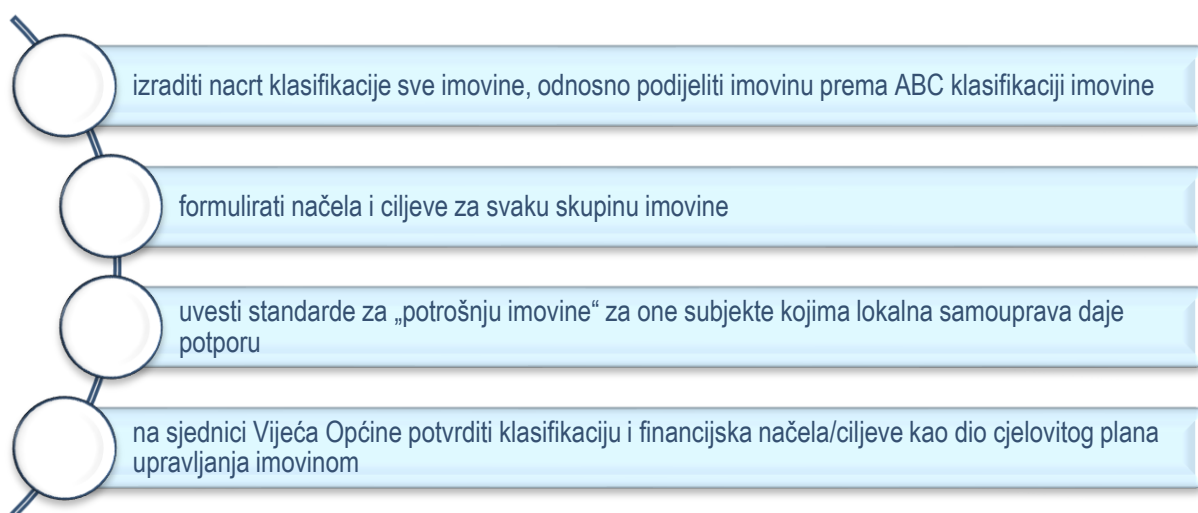 izraditi nacrt klasifikacije sve imovine, odnosno podijeliti imovinu prema ABC klasifikaciji imovine
formulirati načela i ciljeve za svaku skupinu imovine
uvesti standarde za „potrošnju imovine“ za one subjekte kojima lokalna samouprava daje
potporu
na sjednici Vijeća Općine potvrditi klasifikaciju i financijska načela/ciljeve kao dio cjelovitog plana
upravljanja imovinom